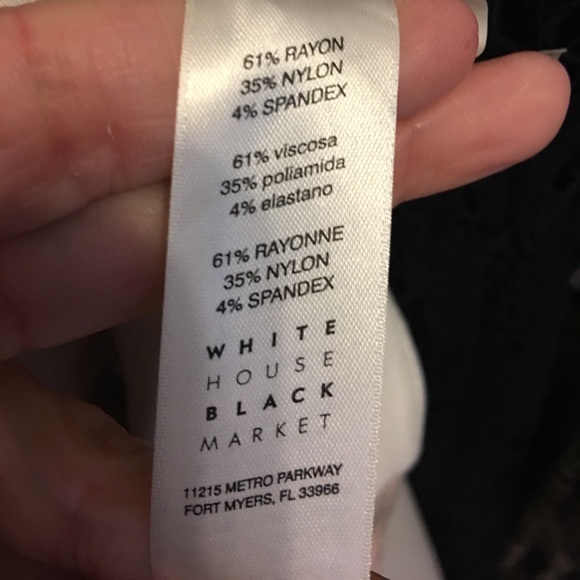 61% RAYON
35% NYLON
4% SPANDEX
61% viscosa
35% poliamida
4% elastano
61% RAYONNE
35% NYLON
4% SPANDEX
WHITE
HOUSE
BLACK
MARKET
11215 METRO PARKWAY
FORT MYERS, FL 33966